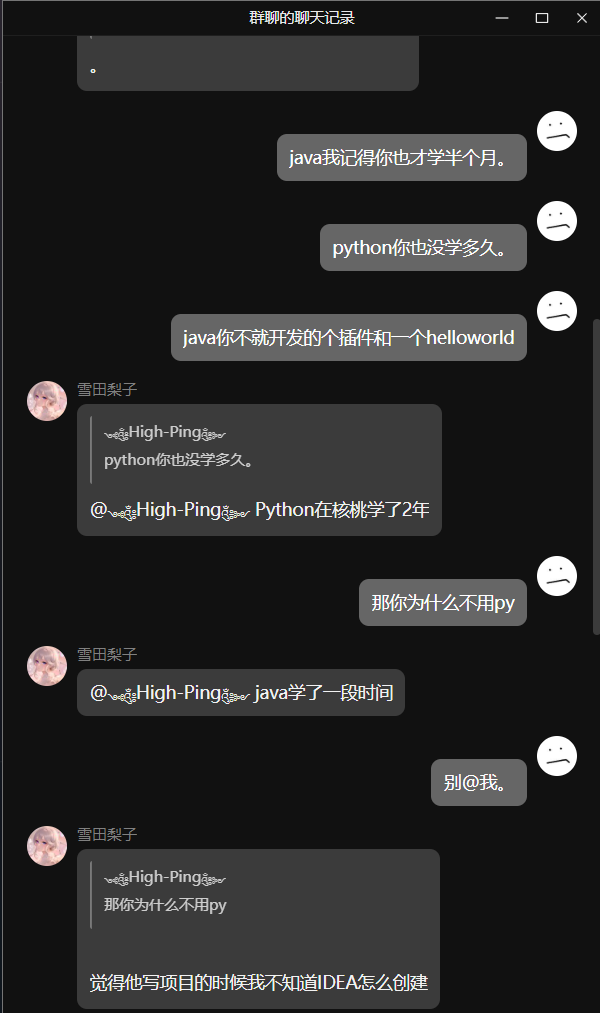 群聊的聊天记录
。
java我记得你也才学半个月。
python你也没学多久。
java你不就开发的个插件和一个helloworld
雪田梨子
High-Ping
python你也没学多久。
@High-Ping Python在核桃学了2年
那你为什么不用py
雪田梨子
@High-Ping java学了一段时间
别@我。
雪田梨子
High-Ping
那你为什么不用py
觉得他写项目的时候我不知道IDEA怎么创建